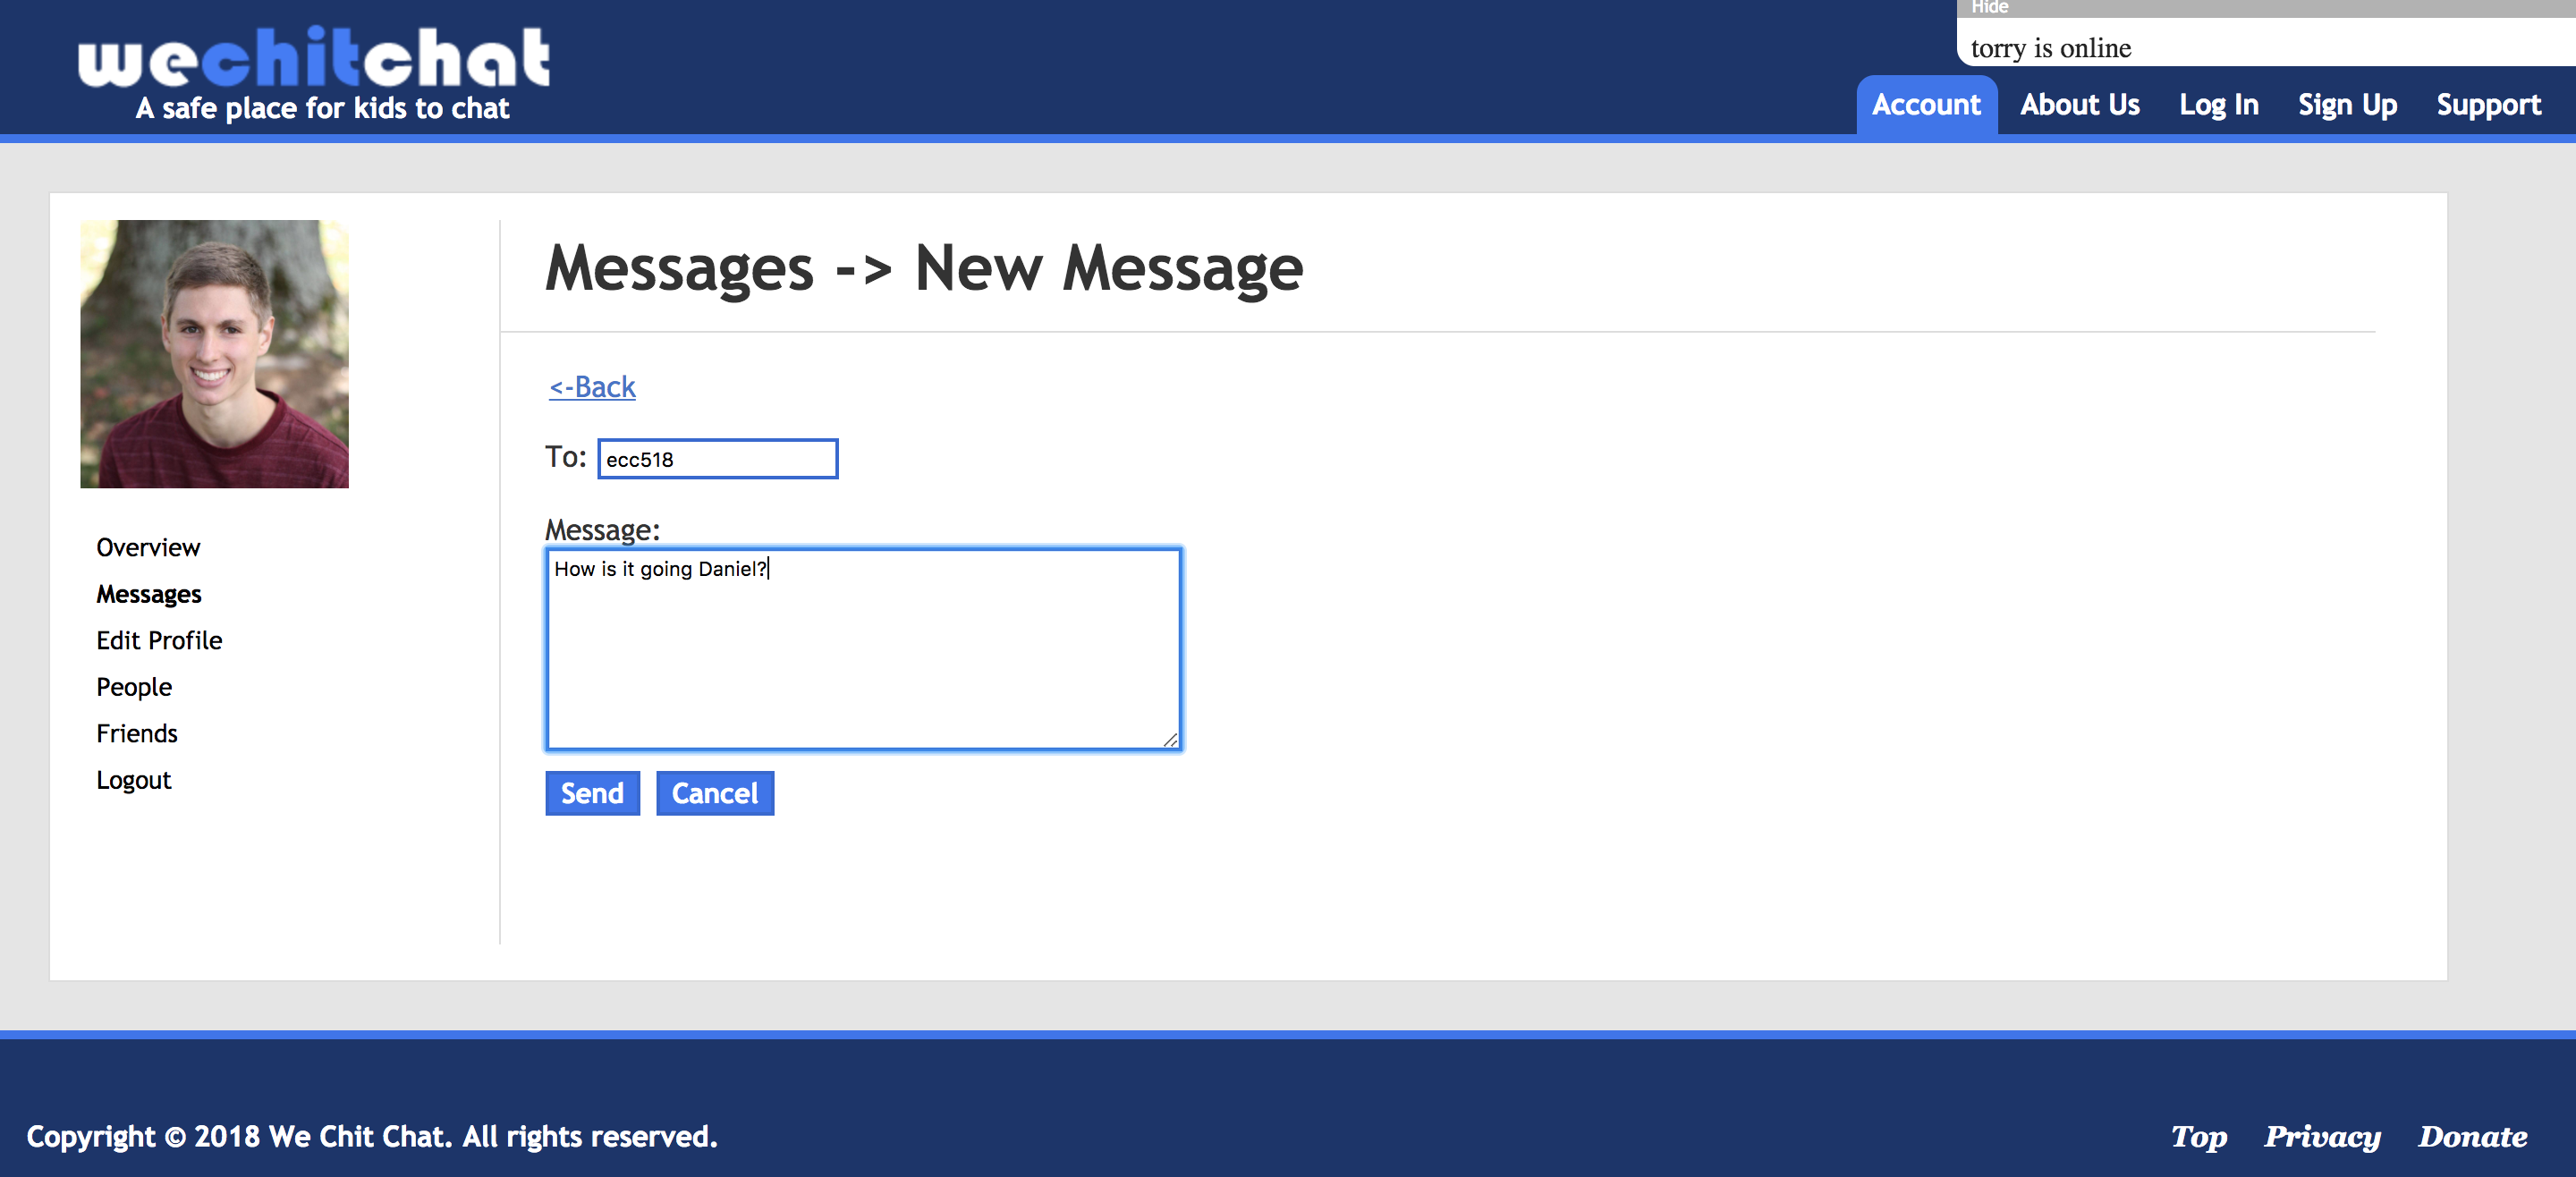 Hide
torry is online
wechitchat
A safe place for kids to chat
Account About Us Log In Sign Up Support
Messages -> New Message
<-Back
To: ecc518
Message:
How is it going Daniel?
Send Cancel
Overview
Messages
Edit Profile
People
Friends
Logout
Copyright © 2018 We Chit Chat. All rights reserved.
Top Privacy Donate